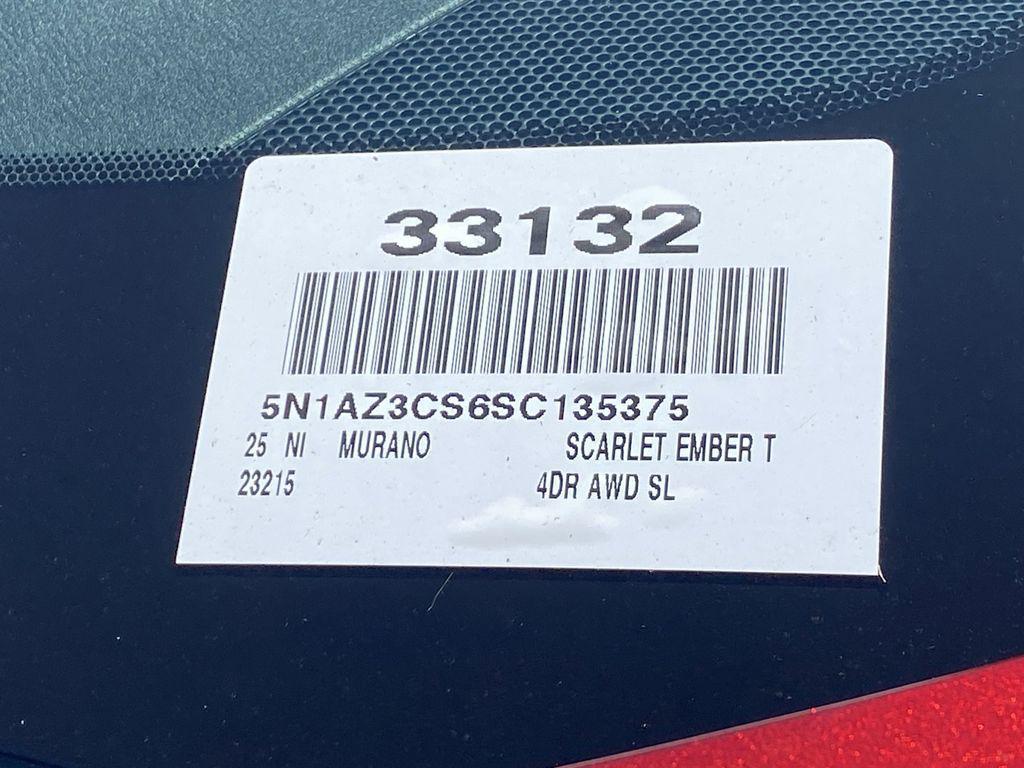 33132
5N1AZ3CS6SC135375
25 NI MURANO SCARLET EMBER T
23215 4DR AWD SL